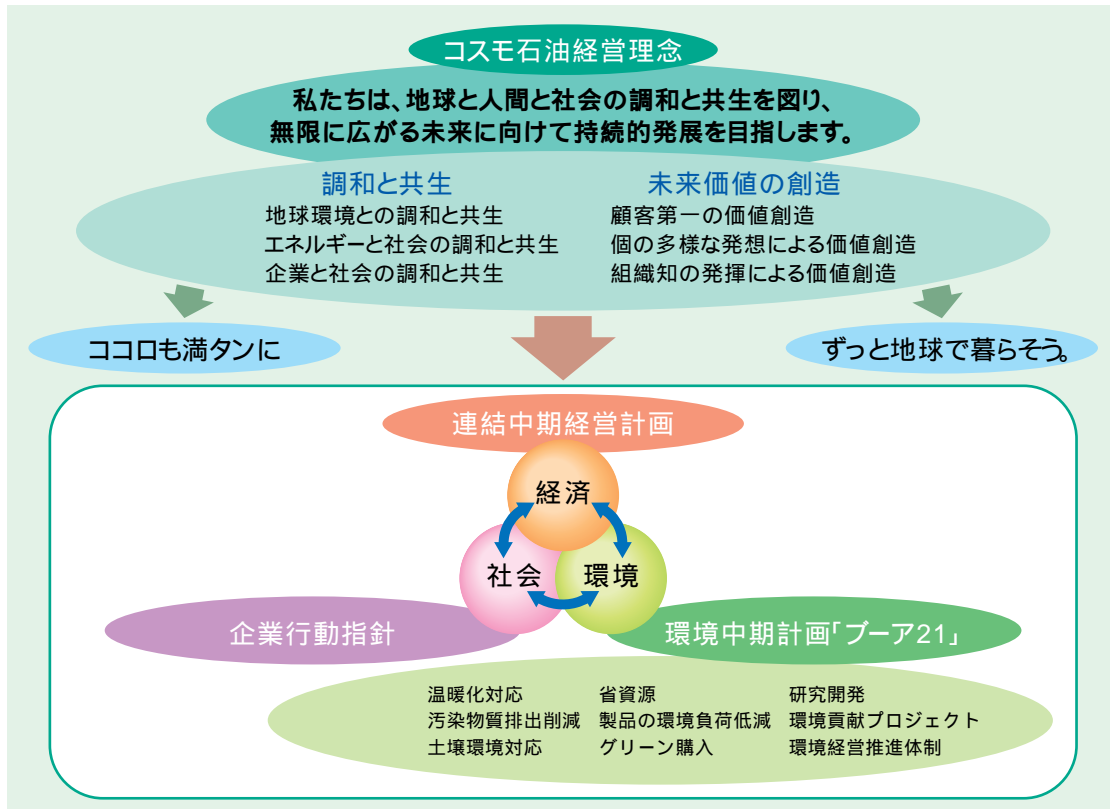 コスモ石油経営理念
私たちは、地球と人間と社会の調和と共生を図り、
無限に広がる未来に向けて持続的発展を目指します。
調和と共生
地球環境との調和と共生
エネルギーと社会の調和と共生
企業と社会の調和と共生
未来価値の創造
顧客第一の価値創造
個の多様な発想による価値創造
組織知の発揮による価値創造
ココロも満タンに
ずっと地球で暮らそう。
連結中期経営計画
経済
社会
環境
企業行動指針
環境中期計画「ブーア21」
温暖化対応
汚染物質排出削減
土壌環境対応
省資源
製品の環境負荷低減
グリーン購入
研究開発
環境貢献プロジェクト
環境経営推進体制